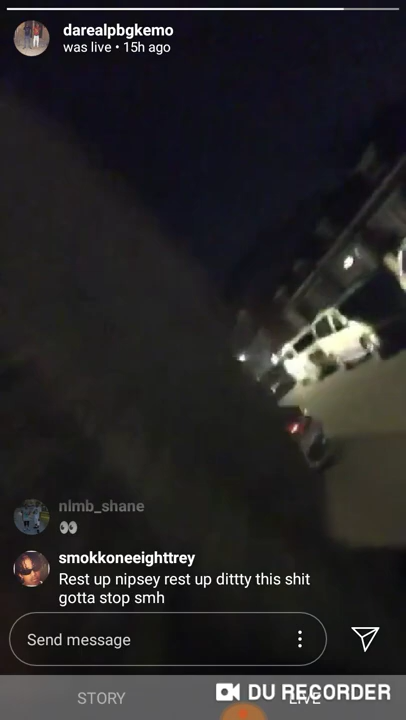 darealpbgkemo
was live • 15h ago
nlmb_shane
👀
smokkoneeighttrey
Rest up nipsey rest up dittty this shit
gotta stop smh
Send message
STORY
LIVE
DU RECORDER